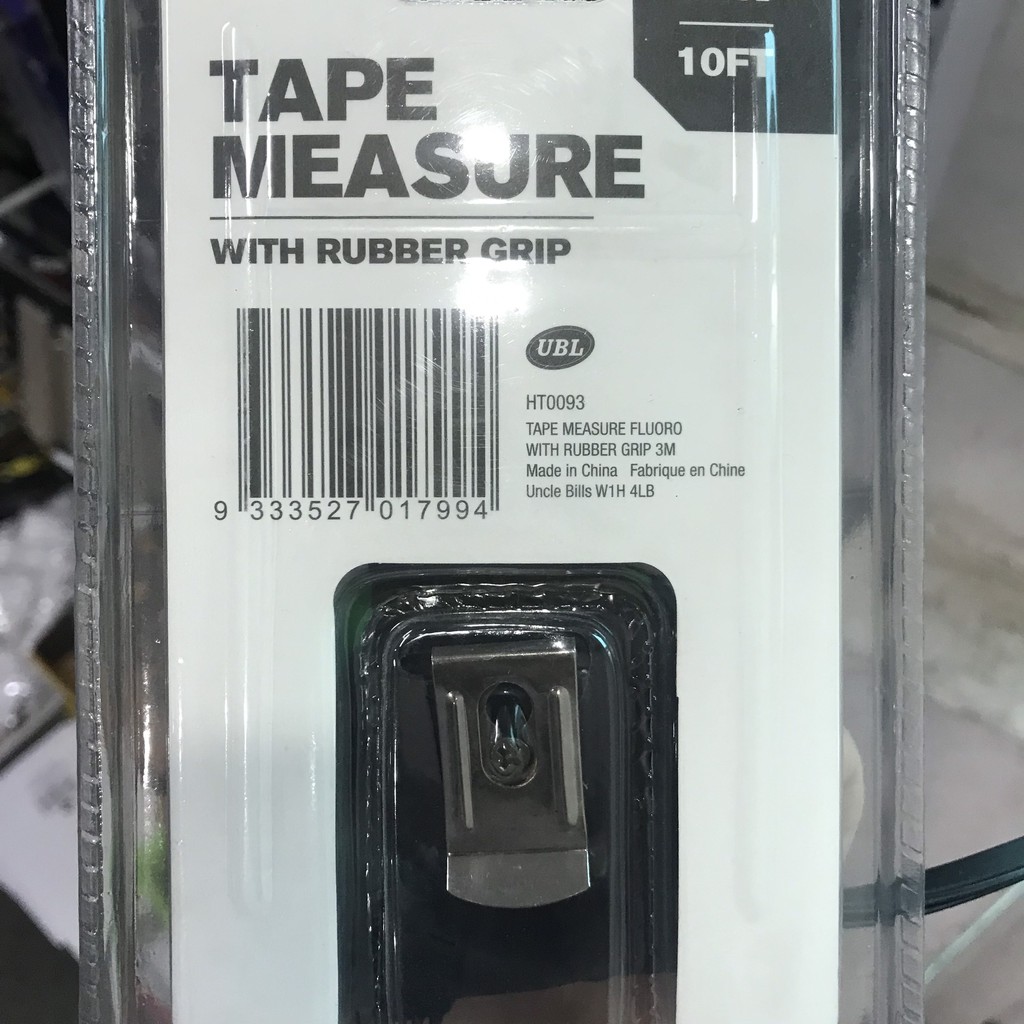 10FT
TAPE
MEASURE
WITH RUBBER GRIP
UBL
HT0093
TAPE MEASURE FLUORO
WITH RUBBER GRIP 3M
Made in China Fabrique en Chine
Uncle Bills W1H 4LB
9 333527 017994